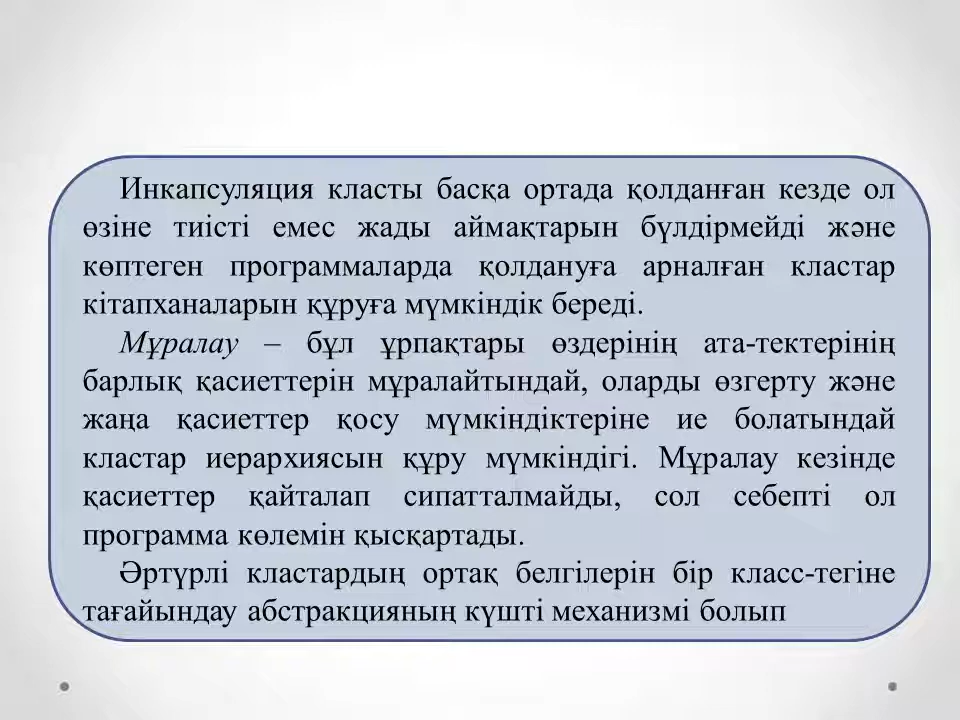 Инкапсуляция класты басқа ортада қолданған кезде ол
өзіне тиісті емес жады аймақтарын бүлдірмейді және
көптеген программаларда қолдануға арналған кластар
кітапханаларын құруға мүмкіндік береді.
Мұралау – бұл ұрпақтары өздерінің ата-тектерінің
барлық қасиеттерін мұралайтындай, оларды өзгерту және
жаңа қасиеттер қосу мүмкіндіктеріне ие болатындай
кластар иерархиясын құру мүмкіндігі. Мұралау кезінде
қасиеттер қайталап сипатталмайды, сол себепті ол
программа көлемін қысқартады.
Әртүрлі кластардың ортақ белгілерін бір класс-тегіне
тағайындау абстракцияның күшті механизмі болып